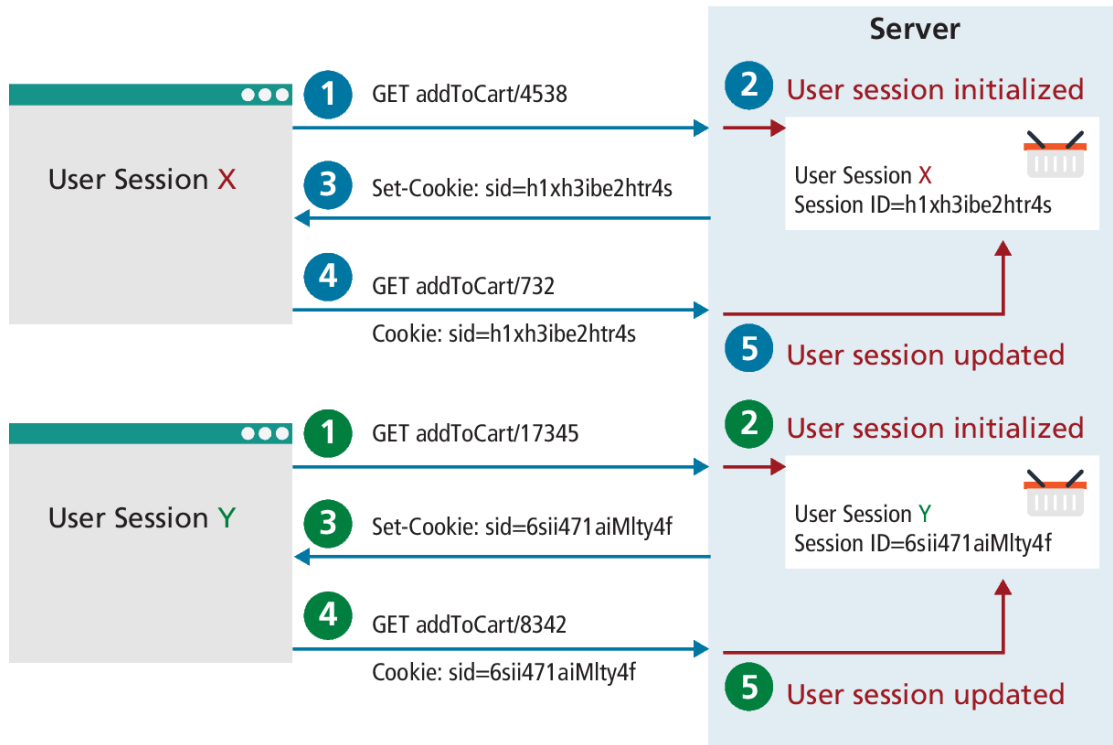 Server
1 GET addToCart/4538
2 User session initialized
User Session X
3 Set-Cookie: sid=h1xh3ibe2htr4s
User Session X
Session ID=h1xh3ibe2htr4s
4 GET addToCart/732
Cookie: sid=h1xh3ibe2htr4s
5 User session updated
1 GET addToCart/17345
2 User session initialized
User Session Y
3 Set-Cookie: sid=6sii471aiMlty4f
User Session Y
Session ID=6sii471aiMlty4f
4 GET addToCart/8342
Cookie: sid=6sii471aiMlty4f
5 User session updated